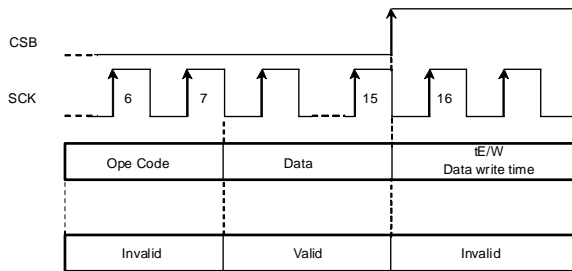 CSB
SCK
6
7
15
16
Ope Code
Data
tE/W
Data write time
Invalid
Valid
Invalid